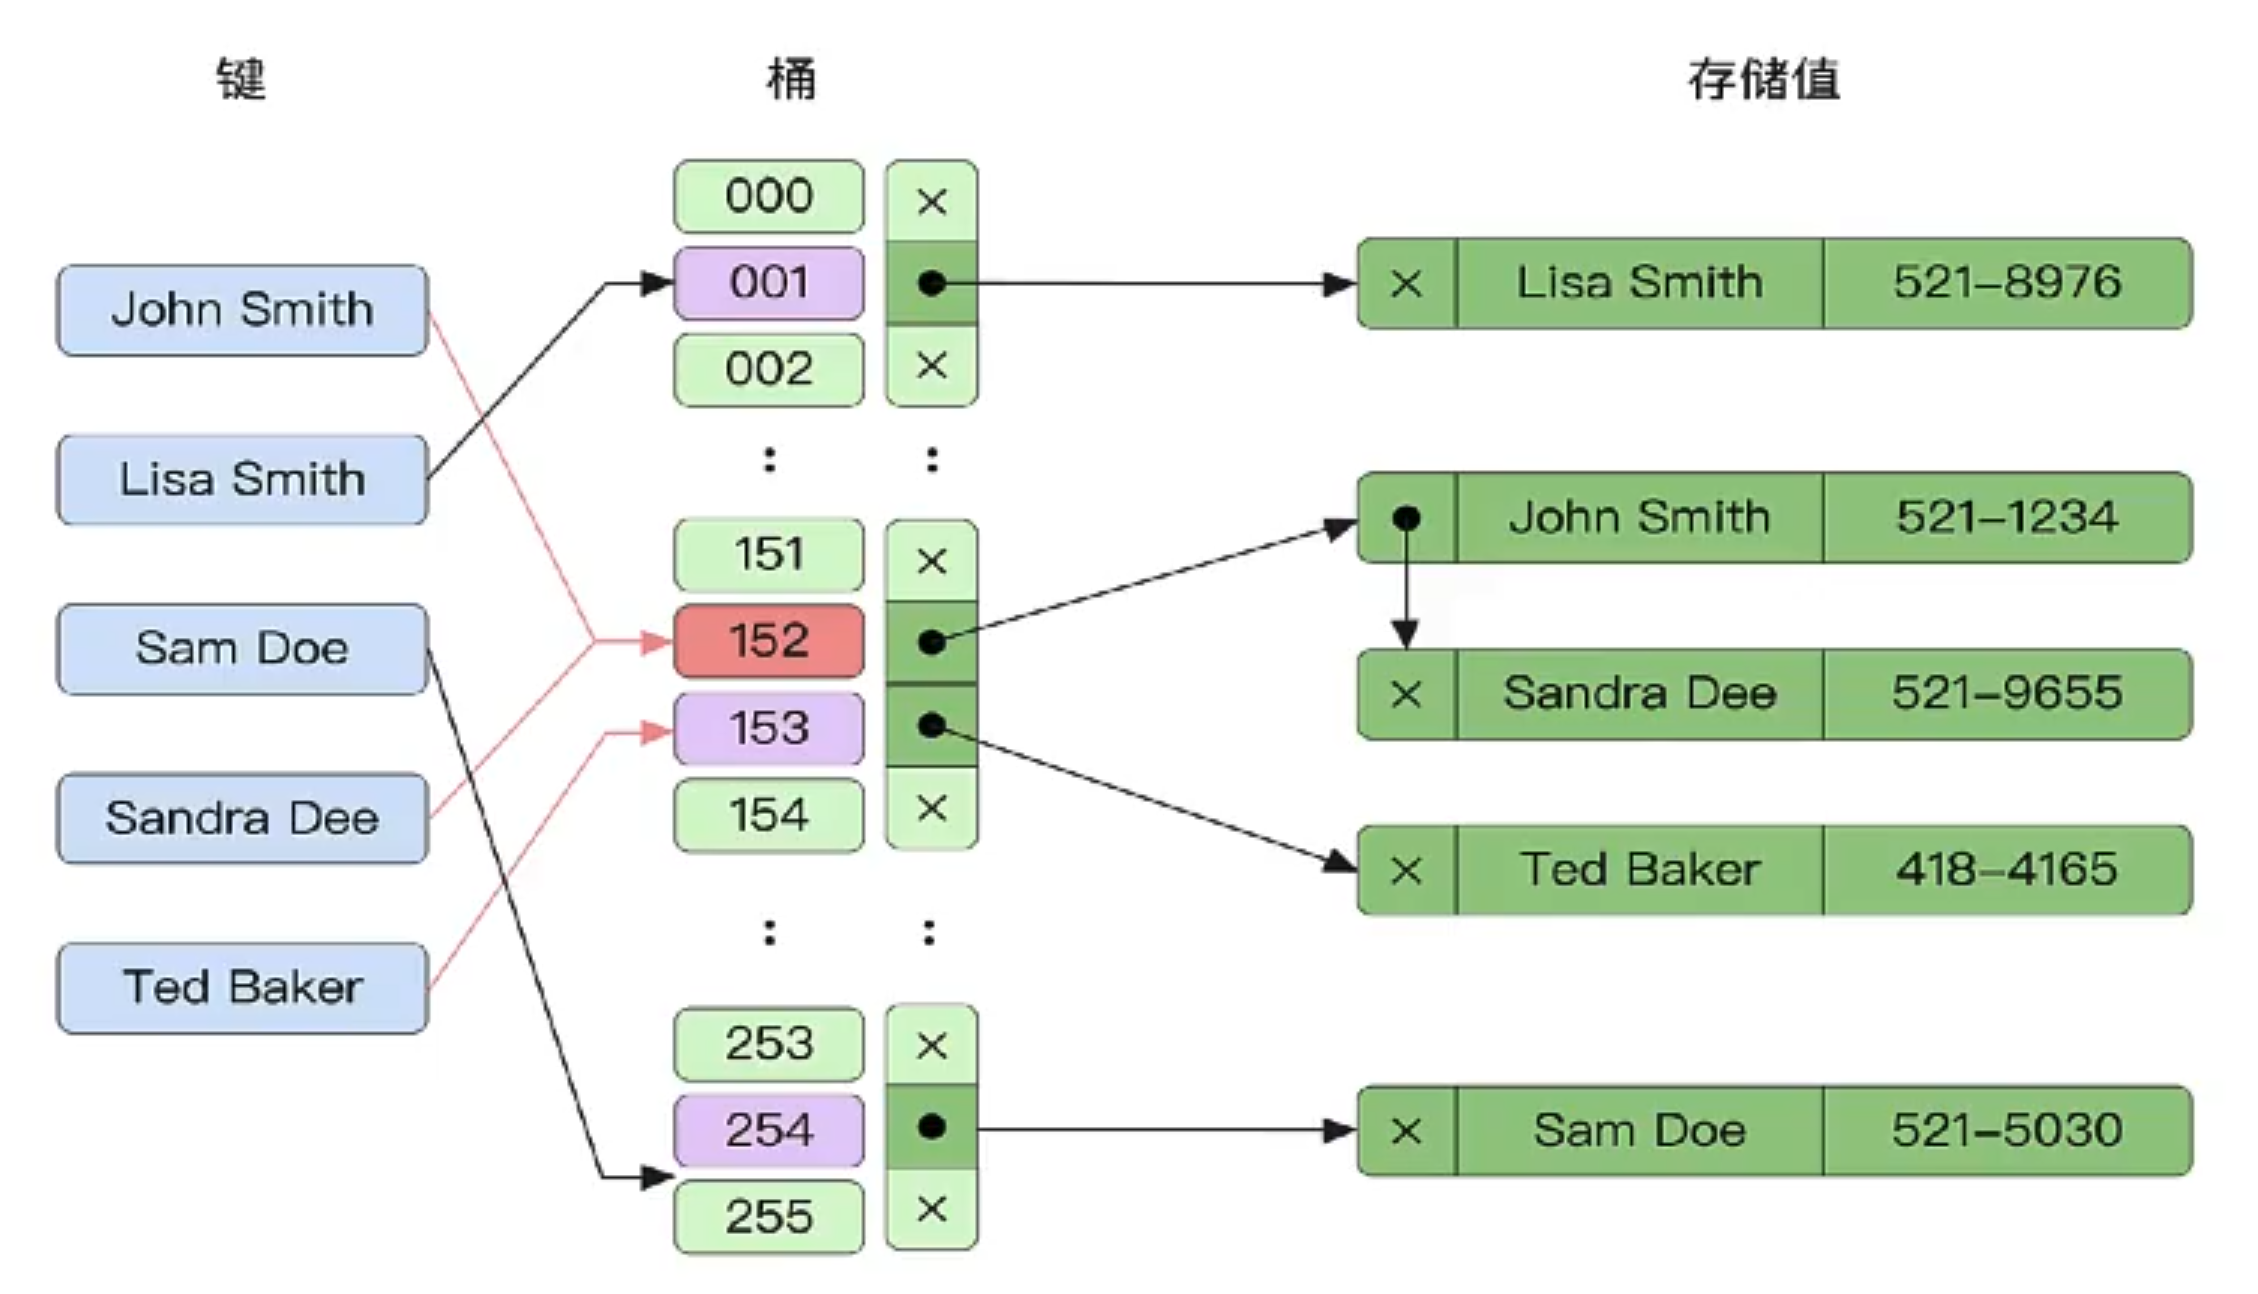 键
桶
存储值
John Smith
Lisa Smith
Sam Doe
Sandra Dee
Ted Baker
000
001
002
:
151
152
153
154
:
253
254
255
×
×
:
×
×
:
×
×
× Lisa Smith 521–8976
John Smith 521–1234
× Sandra Dee 521–9655
× Ted Baker 418–4165
× Sam Doe 521–5030